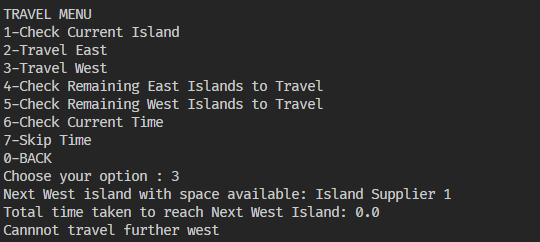 TRAVEL MENU
1-Check Current Island
2-Travel East
3-Travel West
4-Check Remaining East Islands to Travel
5-Check Remaining West Islands to Travel
6-Check Current Time
7-Skip Time
0-BACK
Choose your option : 3
Next West island with space available: Island Supplier 1
Total time taken to reach Next West Island: 0.0
Cannnot travel further west